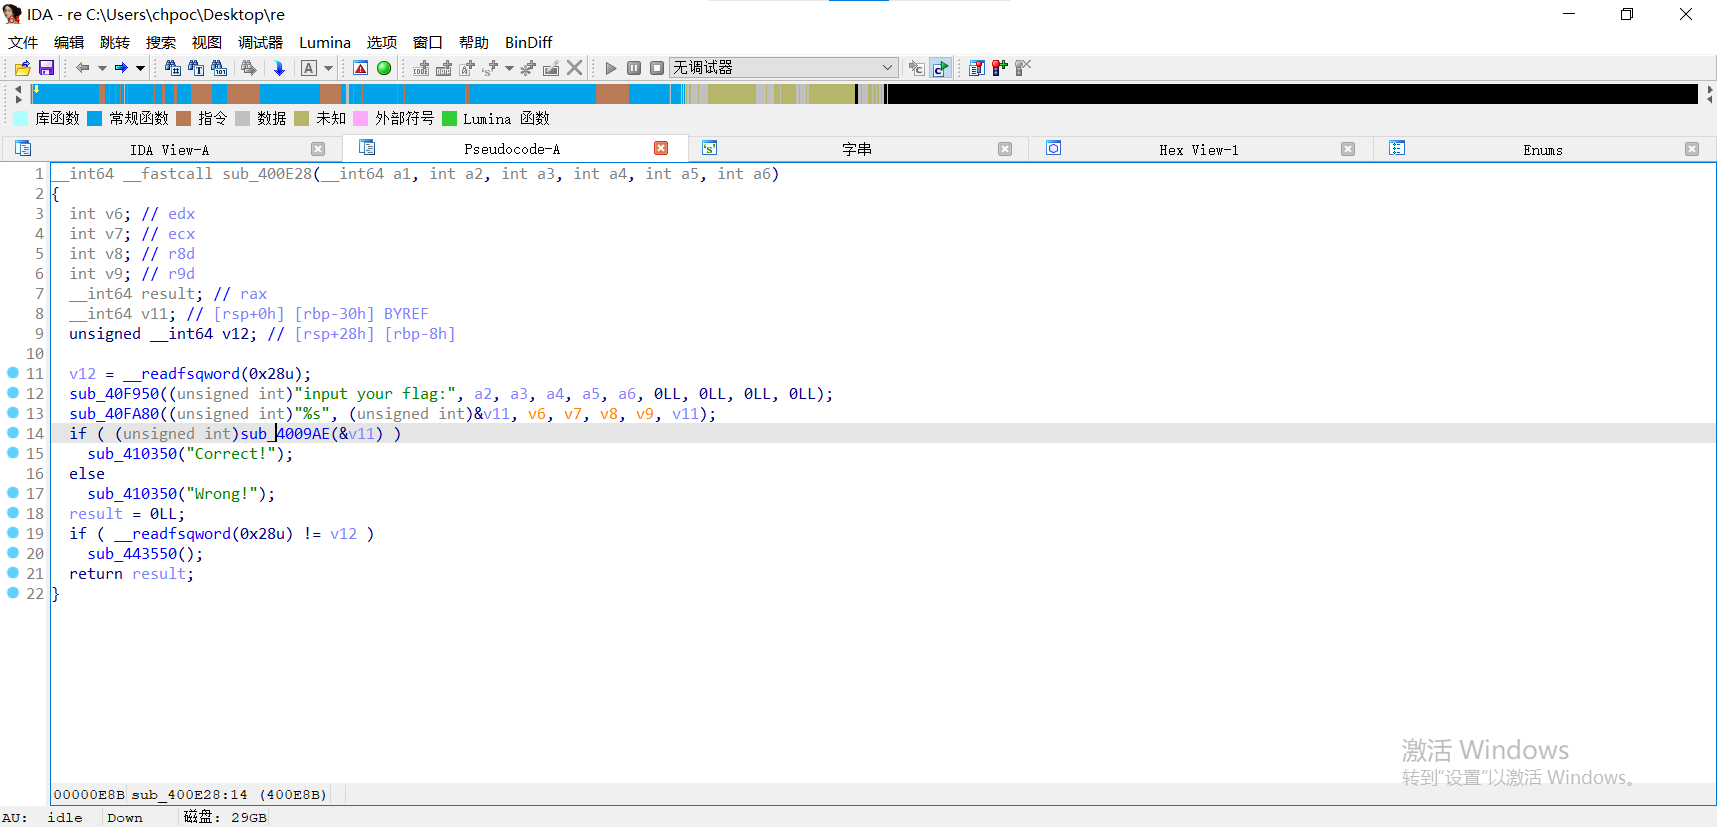 IDA - re C:\Users\chpoc\Desktop\re
文件 编辑 跳转 搜索 视图 调试器 Lumina 选项 窗口 帮助 BinDiff
无调试器
库函数 常规函数 指令 数据 未知 外部符号 Lumina 函数
IDA View-A Pseudocode-A 字串 Hex View-1 Enums
1 __int64 __fastcall sub_400E28(__int64 a1, int a2, int a3, int a4, int a5, int a6)
2 {
3 int v6; // edx
4 int v7; // ecx
5 int v8; // r8d
6 int v9; // r9d
7 __int64 result; // rax
8 __int64 v11; // [rsp+0h] [rbp-30h] BYREF
9 unsigned __int64 v12; // [rsp+28h] [rbp-8h]
10
11 v12 = __readfsqword(0x28u);
12 sub_40F950((unsigned int)"input your flag:", a2, a3, a4, a5, a6, 0LL, 0LL, 0LL, 0LL);
13 sub_40FA80((unsigned int)"%s", (unsigned int)&v11, v6, v7, v8, v9, v11);
14 if ( (unsigned int)sub_4009AE(&v11) )
15 sub_410350("Correct!");
16 else
17 sub_410350("Wrong!");
18 result = 0LL;
19 if ( __readfsqword(0x28u) != v12 )
20 sub_443550();
21 return result;
22 }
激活 Windows
转到“设置”以激活 Windows。
00000E8B sub_400E28:14 (400E8B)
AU: idle Down 磁盘: 29GB